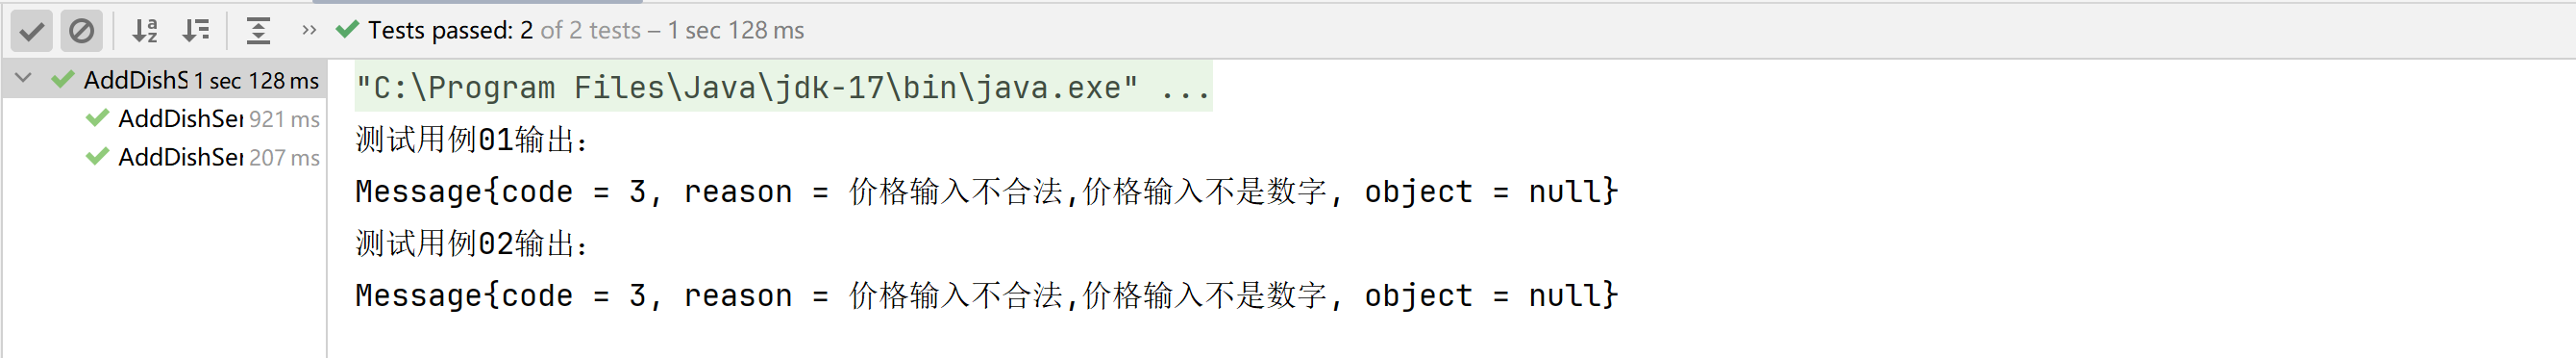 Tests passed: 2 of 2 tests – 1 sec 128 ms
AddDishS 1 sec 128 ms
AddDishSer 921 ms
AddDishSer 207 ms
"C:\Program Files\Java\jdk-17\bin\java.exe" ...
测试用例01输出：
Message{code = 3, reason = 价格输入不合法,价格输入不是数字, object = null}
测试用例02输出：
Message{code = 3, reason = 价格输入不合法,价格输入不是数字, object = null}